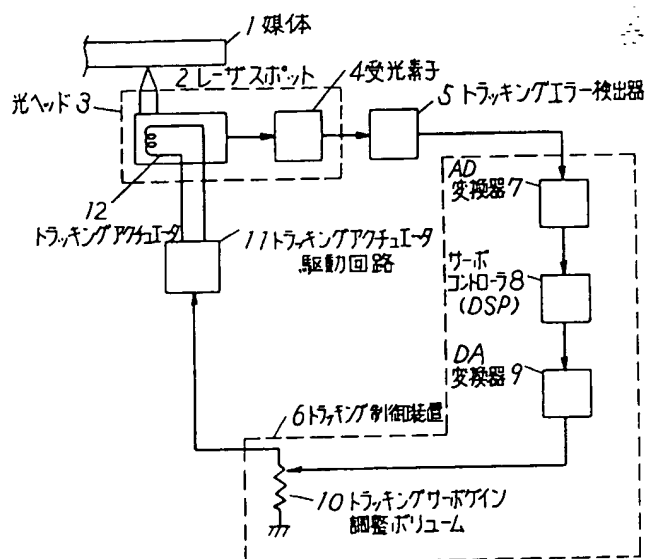 1 媒体
2 レーザスポット
4 受光素子
光ヘッド 3
5 トラッキングエラー検出器
12
トラッキングアクチュエータ
11 トラッキングアクチュエータ
駆動回路
AD
変換器 7
サーボ
コントローラ 8
(DSP)
DA
変換器 9
6 トラッキング制御装置
10 トラッキングサーボゲイン
調整ボリューム